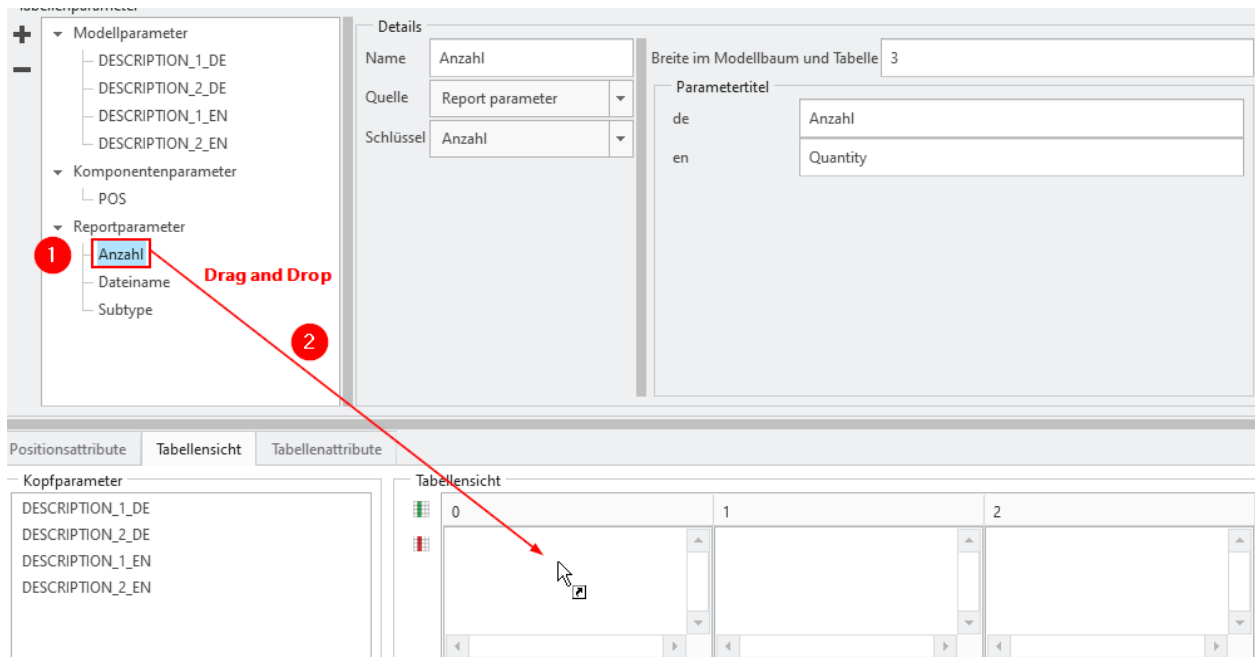 Tabellenparameter
Modellparameter
DESCRIPTION_1_DE
DESCRIPTION_2_DE
DESCRIPTION_1_EN
DESCRIPTION_2_EN
Komponentenparameter
POS
Reportparameter
1
Anzahl
Dateiname
Subtype
Drag and Drop
2
Details
Name Anzahl
Quelle Report parameter
Schlüssel Anzahl
Breite im Modellbaum und Tabelle 3
Parametertitel
de Anzahl
en Quantity
Positionsattribute Tabellensicht Tabellenattribute
Kopfparameter
DESCRIPTION_1_DE
DESCRIPTION_2_DE
DESCRIPTION_1_EN
DESCRIPTION_2_EN
Tabellensicht
0 1 2